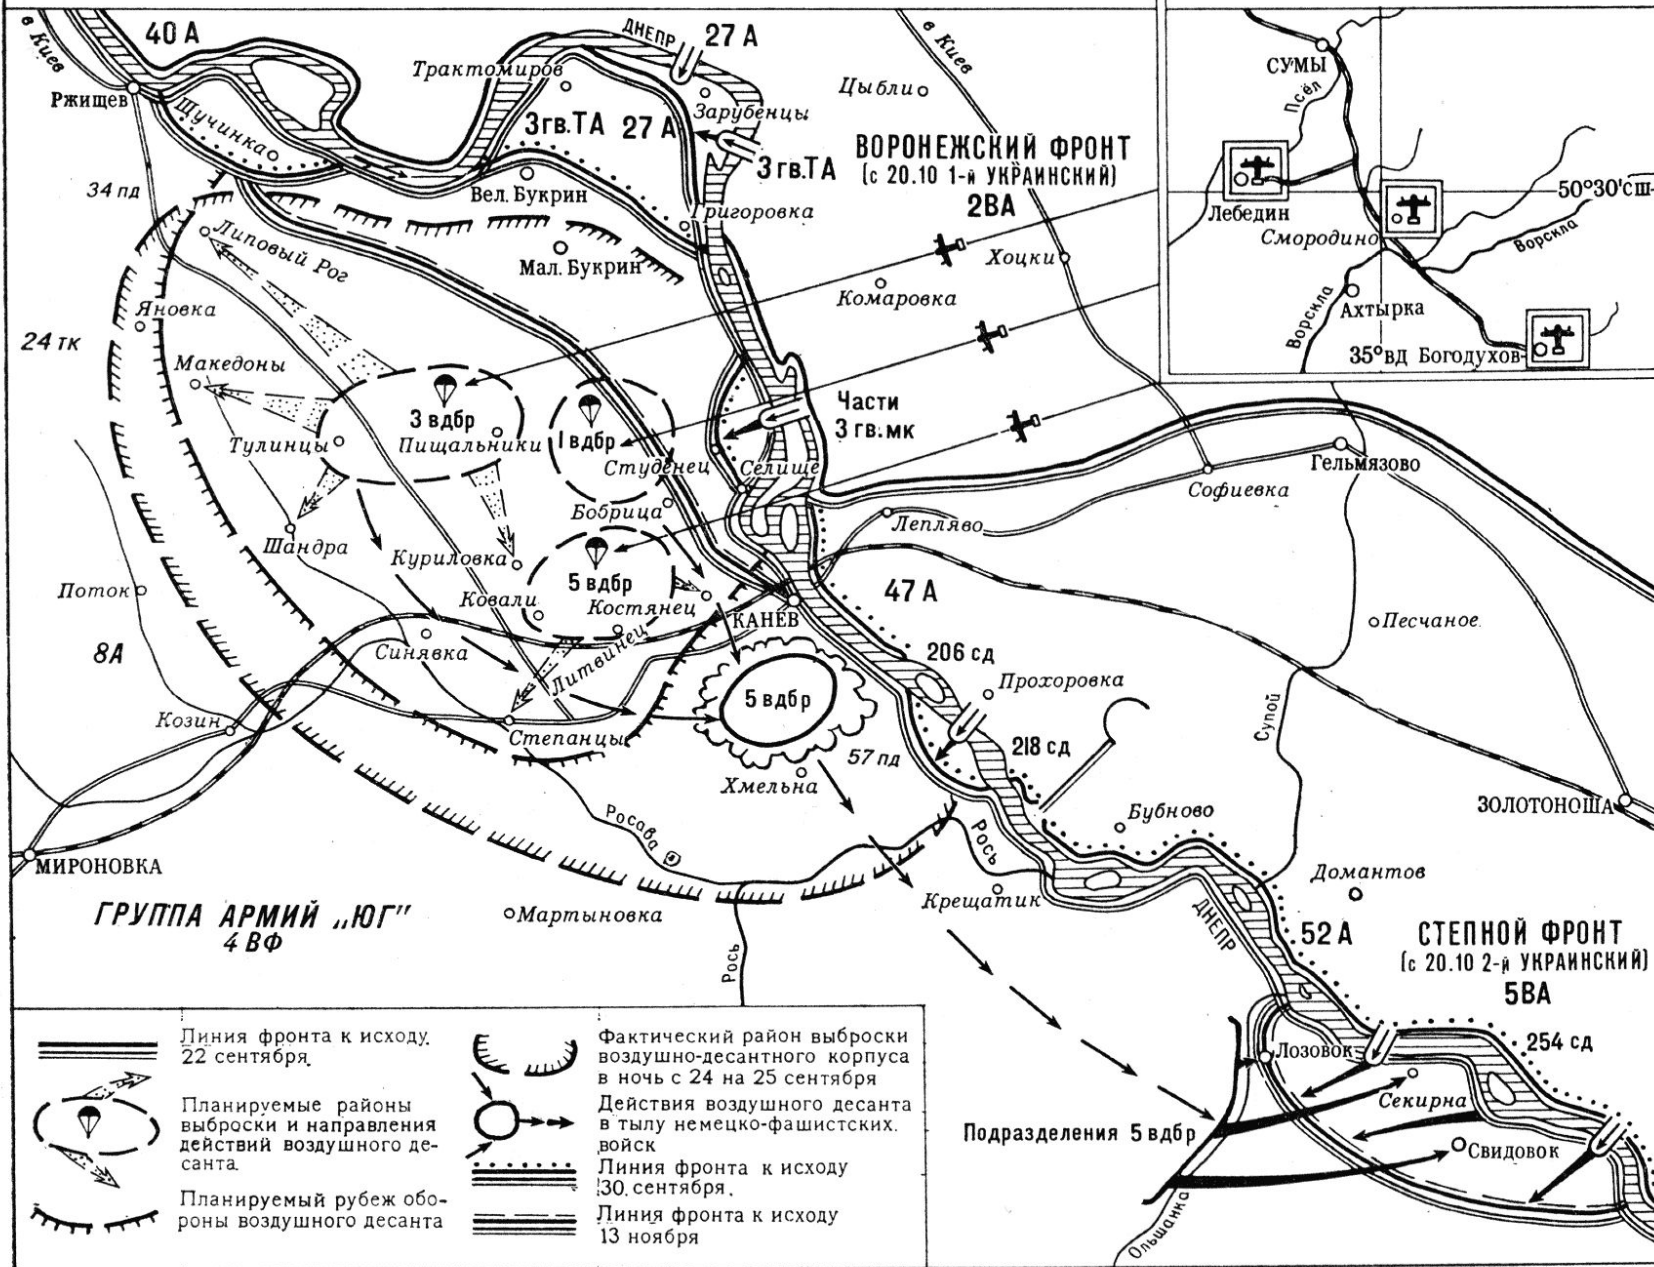 в Киев
40 А
ДНЕПР
27 А
в Киев
Трактомиров
Ржищев
Щучинка
3 гв.ТА
27 А
Зарубенцы
Цыбли
3 гв.ТА
ВОРОНЕЖСКИЙ ФРОНТ
(с 20.10 1-й УКРАИНСКИЙ)
2ВА
34 пд
Вел. Букрин
Григоровка
Липовый Рог
Мал. Букрин
Хоцки
Комаровка
Яновка
24 тк
Македоны
3 вдбр
Тулинцы
Пищальники
1 вдбр
Студенец
Селище
Части
3 гв.мк
Гельмязово
Софиевка
Бобрица
Лепляво
Шандра
Куриловка
5 вдбр
Ковали
Костянец
Поток
КАНЕВ
47 А
Песчаное
8А
Синявка
Литвинец
206 сд
Прохоровка
5 вдбр
Козин
Степанцы
57 пд
218 сд
Супой
Хмельна
ЗОЛОТОНОША
Росава
Рось
Бубново
МИРОНОВКА
Домантов
Крещатик
ГРУППА АРМИЙ „ЮГ"
4 ВФ
Мартыновка
Рось
ДНЕПР
52 А
СТЕПНОЙ ФРОНТ
(с 20.10 2-й УКРАИНСКИЙ)
5ВА
254 сд
Лозовок
Секирна
Подразделения 5 вдбр
Свидовок
Ольшанка
СУМЫ
Псёл
Лебедин
50°30'сш
Смородино
Ворскла
Ворскла
Ахтырка
35°вд
Богодухов
Линия фронта к исходу
22 сентября
Планируемые районы
выброски и направления
действий воздушного де-
санта
Планируемый рубеж обо-
роны воздушного десанта
Фактический район выброски
воздушно-десантного корпуса
в ночь с 24 на 25 сентября
Действия воздушного десанта
в тылу немецко-фашистских
войск
Линия фронта к исходу
30 сентября
Линия фронта к исходу
13 ноября